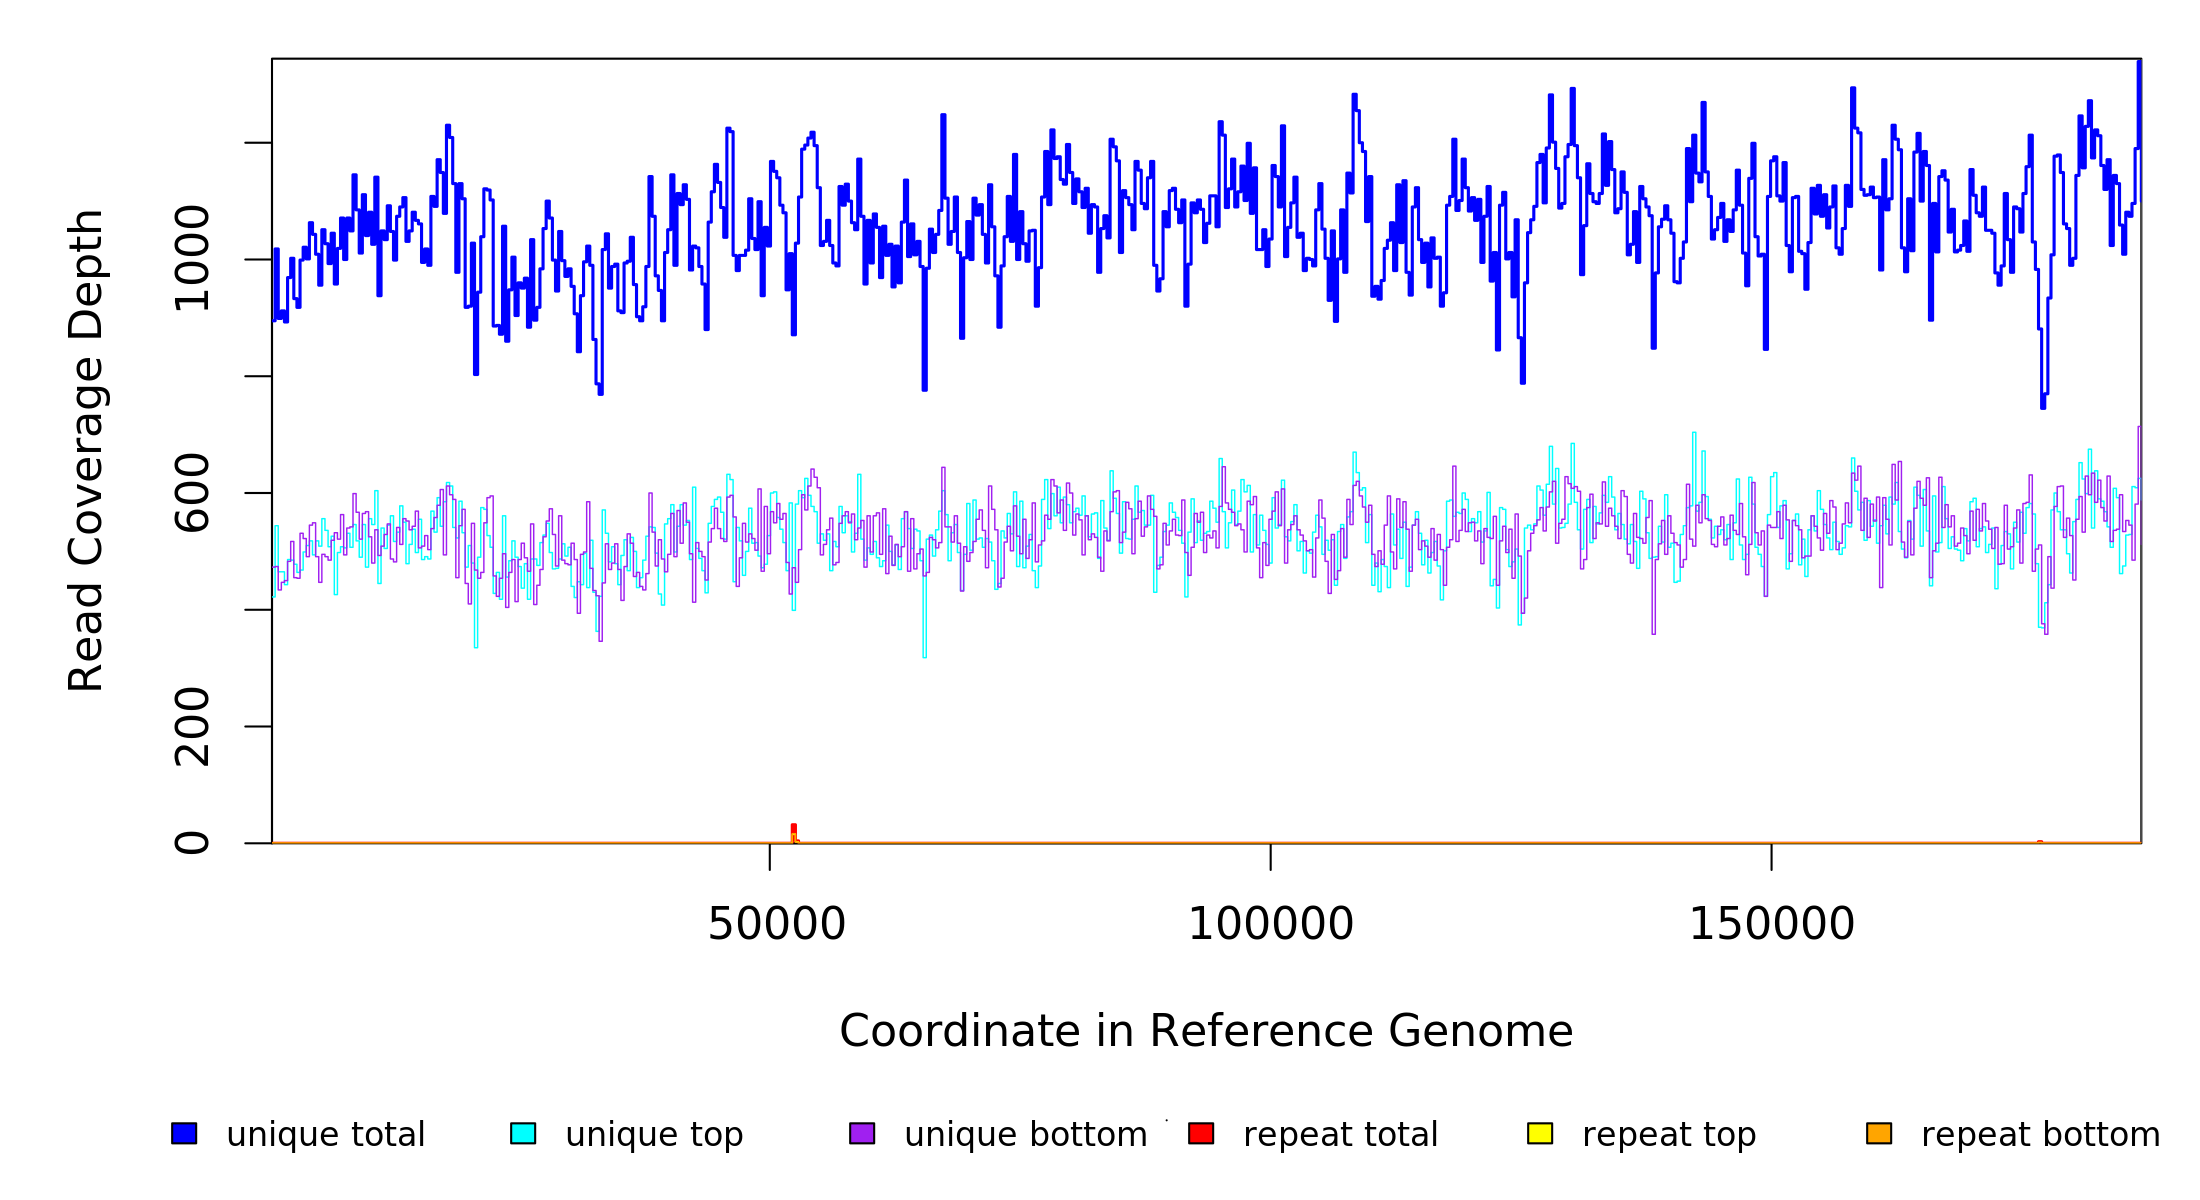 Read Coverage Depth
1000
600
200
0
50000 100000 150000
Coordinate in Reference Genome
unique total unique top unique bottom repeat total repeat top repeat bottom